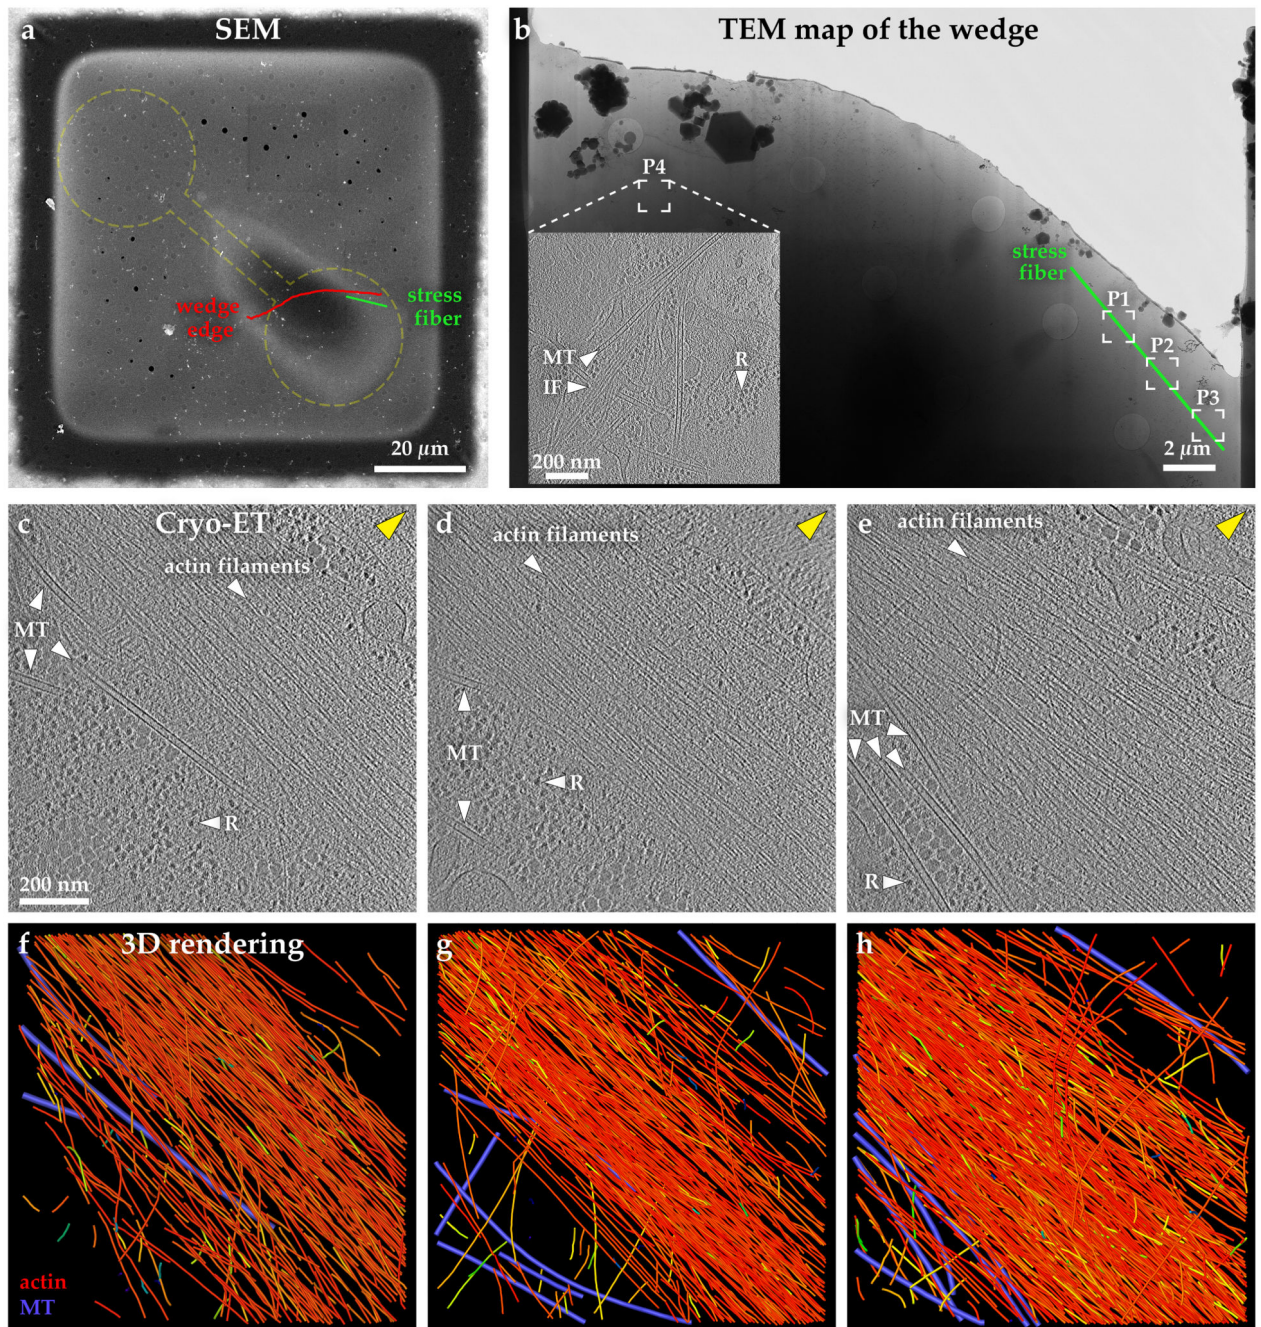 a
SEM
wedge
edge
stress
fiber
20 µm
b
TEM map of the wedge
P4
stress
fiber
P1
P2
P3
MT
IF
R
200 nm
2 µm
c
Cryo-ET
actin filaments
MT
R
200 nm
d
actin filaments
MT
R
e
actin filaments
MT
R
f
3D rendering
actin
MT
g
h